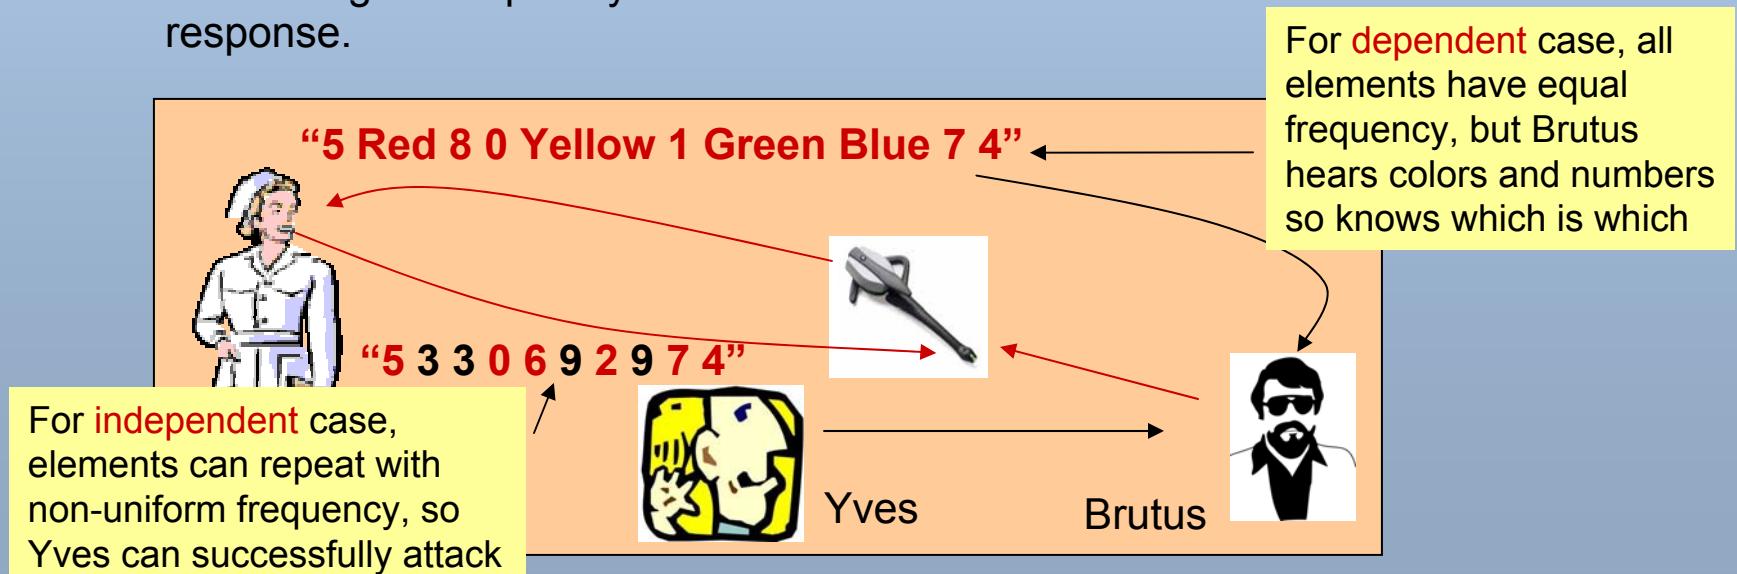 response.
For dependent case, all
elements have equal
frequency, but Brutus
hears colors and numbers
so knows which is which
“5 Red 8 0 Yellow 1 Green Blue 7 4”
“5 3 3 0 6 9 2 9 7 4”
For independent case,
elements can repeat with
non-uniform frequency, so
Yves can successfully attack
Yves
Brutus